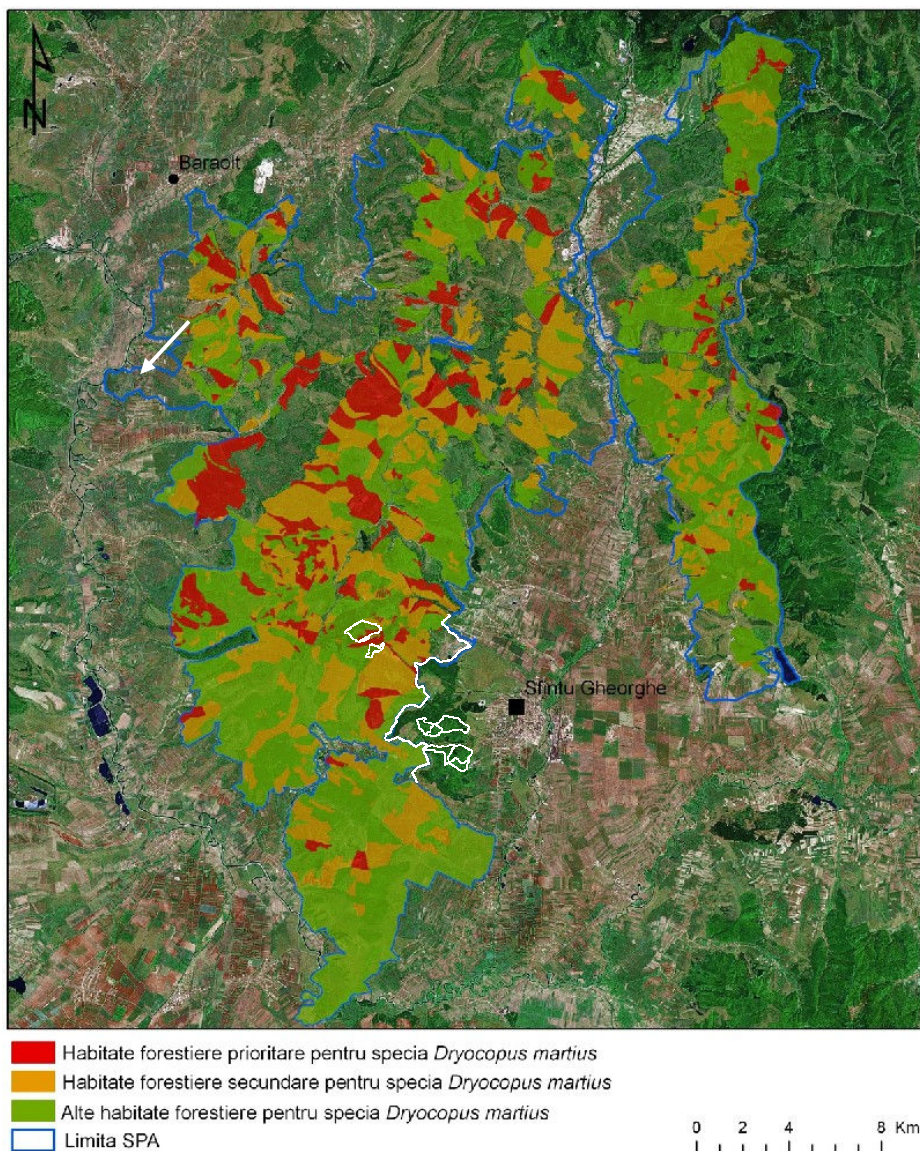 N
Baraolt
Sfintu Gheorghe
Habitate forestiere prioritare pentru specia Dryocopus martius
Habitate forestiere secundare pentru specia Dryocopus martius
Alte habitate forestiere pentru specia Dryocopus martius
Limita SPA
0 2 4 8 Km